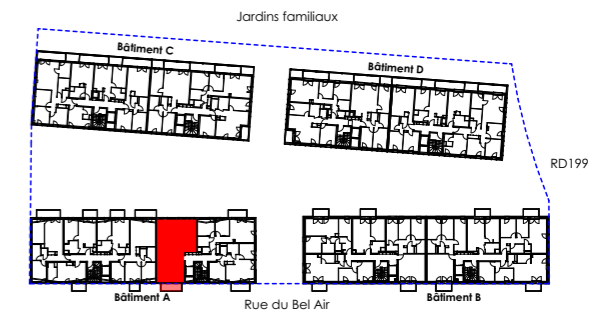 Jardins familiaux
Bâtiment C
Bâtiment D
RD199
Bâtiment A
Bâtiment B
Rue du Bel Air